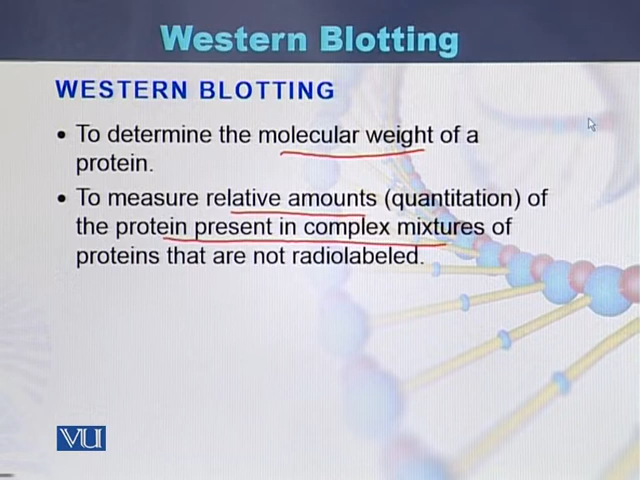 Western Blotting
WESTERN BLOTTING
• To determine the molecular weight of a
protein.
• To measure relative amounts (quantitation) of
the protein present in complex mixtures of
proteins that are not radiolabeled.
VU